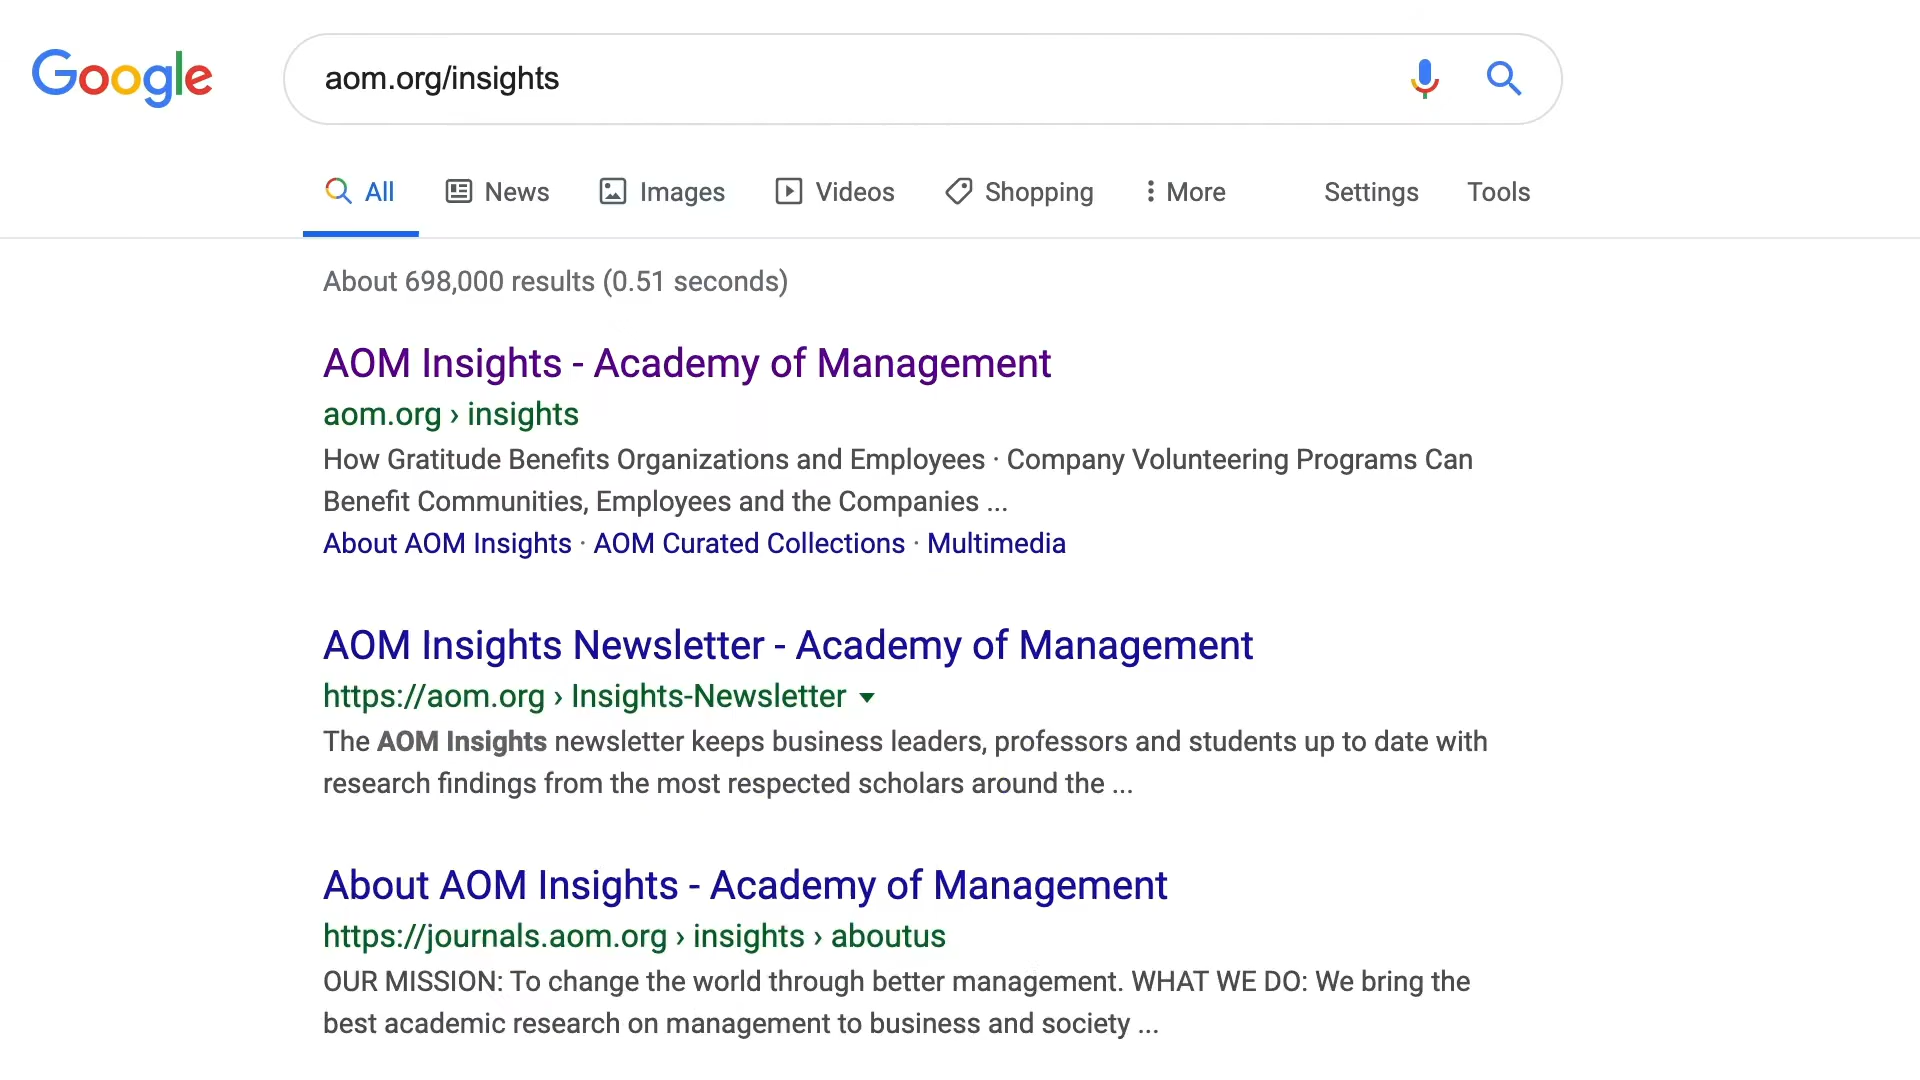 Google
aom.org/insights
All News Images Videos Shopping More Settings Tools
About 698,000 results (0.51 seconds)
AOM Insights - Academy of Management
aom.org › insights
How Gratitude Benefits Organizations and Employees · Company Volunteering Programs Can
Benefit Communities, Employees and the Companies ...
About AOM Insights · AOM Curated Collections · Multimedia
AOM Insights Newsletter - Academy of Management
https://aom.org › Insights-Newsletter
The AOM Insights newsletter keeps business leaders, professors and students up to date with
research findings from the most respected scholars around the ...
About AOM Insights - Academy of Management
https://journals.aom.org › insights › aboutus
OUR MISSION: To change the world through better management. WHAT WE DO: We bring the
best academic research on management to business and society ...